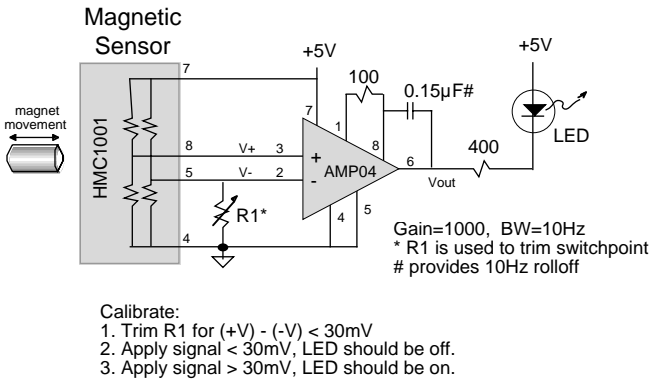 Magnetic
Sensor
+5V
+5V
7
100
0.15µF#
magnet
movement
HMC1001
7
1
8
LED
8
V+
3
+
AMP04
6
400
5
V-
2
-
Vout
R1*
4
5
4
Gain=1000, BW=10Hz
* R1 is used to trim switchpoint
# provides 10Hz rolloff
Calibrate:
1. Trim R1 for (+V) - (-V) < 30mV
2. Apply signal < 30mV, LED should be off.
3. Apply signal > 30mV, LED should be on.